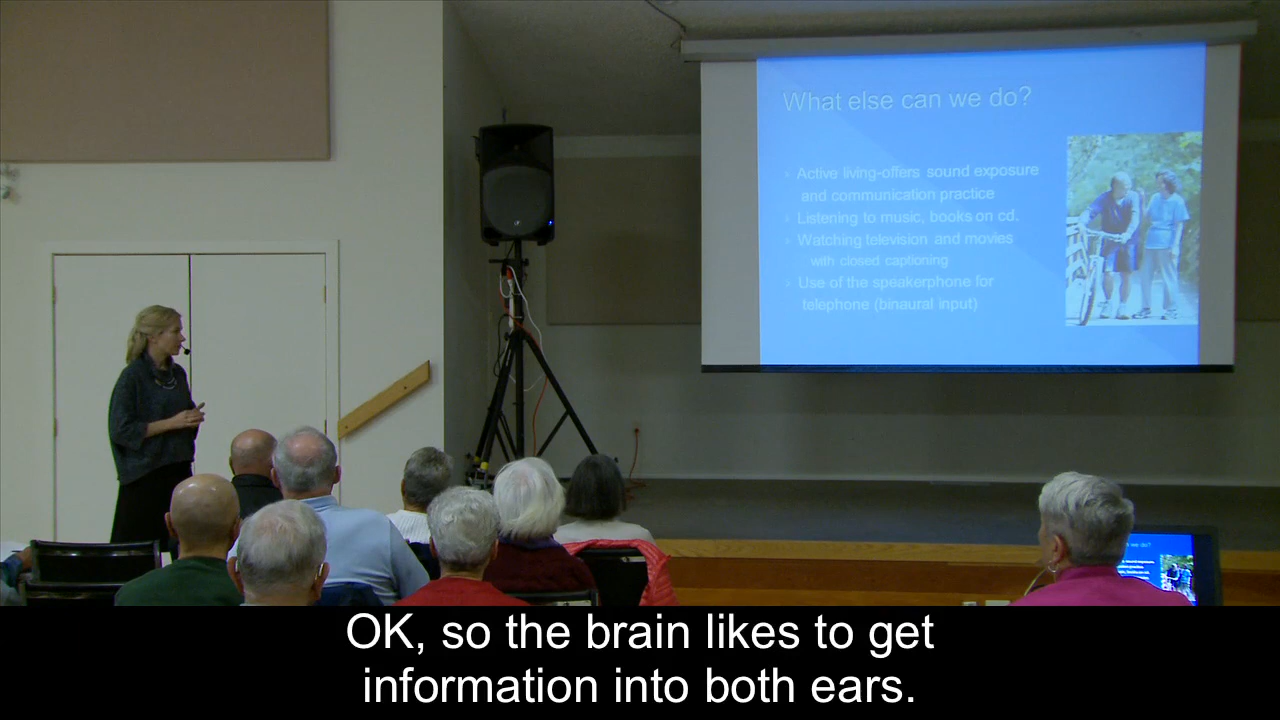 What else can we do?
Active living-offers sound exposure
and communication practice
Listening to music, books on cd.
Watching television and movies
with closed captioning
Use of the speakerphone for
telephone (binaural input)
OK, so the brain likes to get
information into both ears.